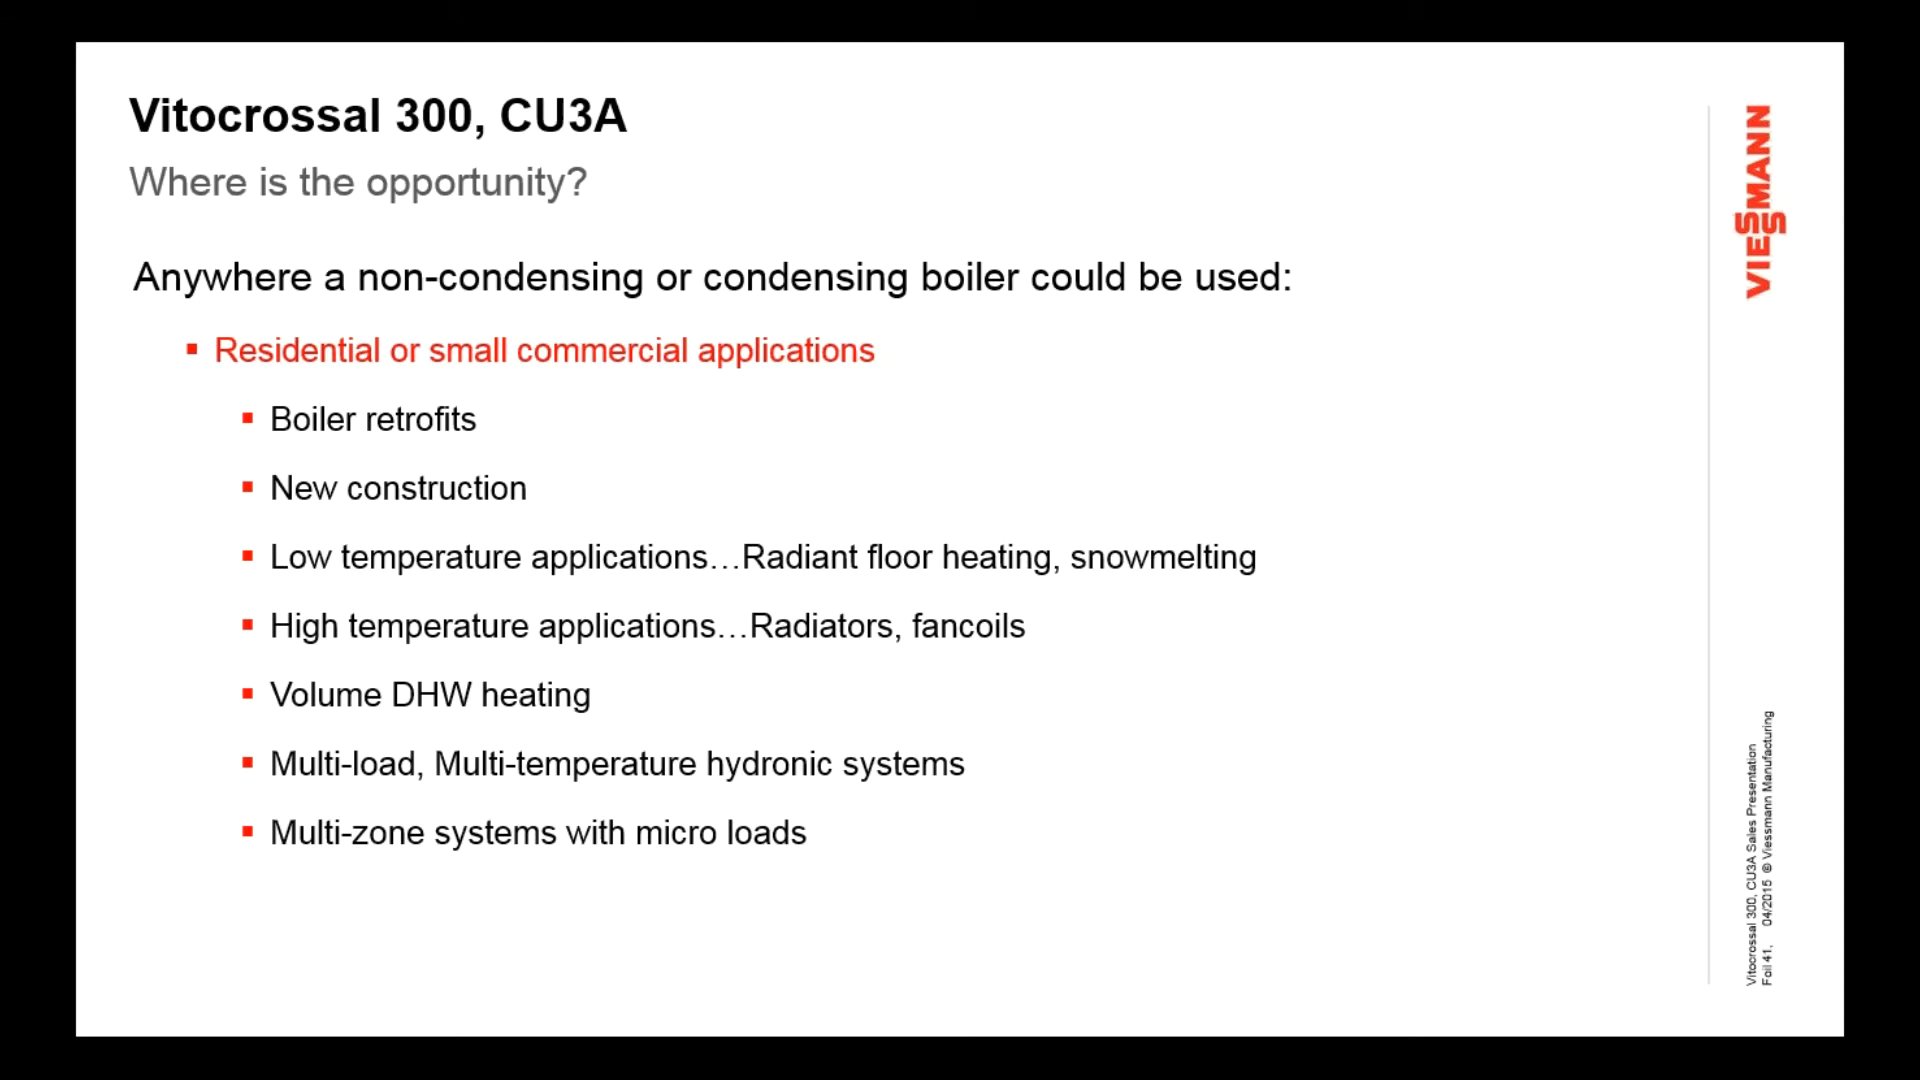 Vitocrossal 300, CU3A
Where is the opportunity?
Anywhere a non-condensing or condensing boiler could be used:
Residential or small commercial applications
Boiler retrofits
New construction
Low temperature applications…Radiant floor heating, snowmelting
High temperature applications…Radiators, fancoils
Volume DHW heating
Multi-load, Multi-temperature hydronic systems
Multi-zone systems with micro loads
VIESSMANN
Vitocrossal 300, CU3A Sales Presentation
Foil 41, 04/2015 © Viessmann Manufacturing